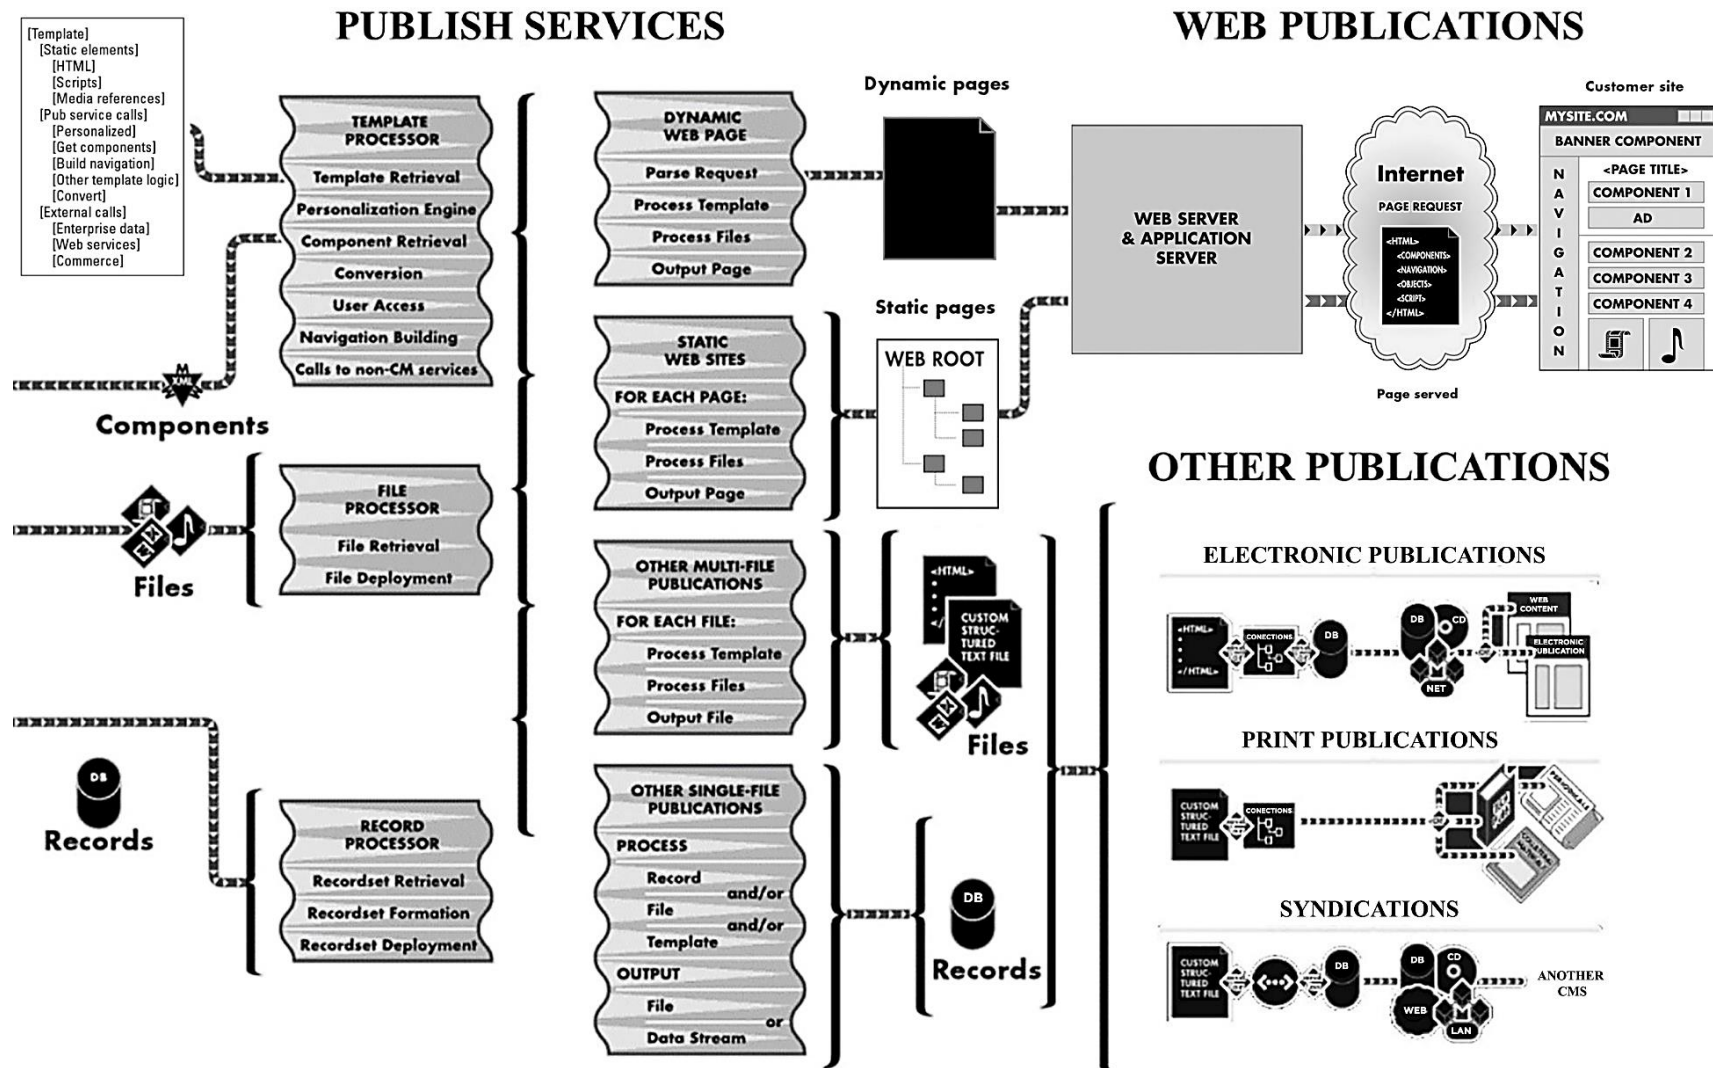 PUBLISH SERVICES
WEB PUBLICATIONS
[Template]
[Static elements]
[HTML]
[Scripts]
[Media references]
[Pub service calls]
[Personalized]
[Get components]
[Build navigation]
[Other template logic]
[Convert]
[External calls]
[Enterprise data]
[Web services]
[Commerce]
TEMPLATE
PROCESSOR
Template Retrieval
Personalization Engine
Component Retrieval
Conversion
User Access
Navigation Building
Calls to non-CM services
M
XML
Components
FILE
PROCESSOR
File Retrieval
File Deployment
Files
DB
Records
RECORD
PROCESSOR
Recordset Retrieval
Recordset Formation
Recordset Deployment
DYNAMIC
WEB PAGE
Parse Request
Process Template
Process Files
Output Page
STATIC
WEB SITES
FOR EACH PAGE:
Process Template
Process Files
Output Page
OTHER MULTI-FILE
PUBLICATIONS
FOR EACH FILE:
Process Template
Process Files
Output File
OTHER SINGLE-FILE
PUBLICATIONS
PROCESS
Record
and/or
File
and/or
Template
OUTPUT
File
or
Data Stream
Dynamic pages
Static pages
WEB ROOT
<HTML>
</
CUSTOM
STRUC-
TURED
TEXT FILE
Files
DB
Records
WEB SERVER
& APPLICATION
SERVER
Internet
PAGE REQUEST
<HTML>
<COMPONENTS>
<NAVIGATION>
<OBJECTS>
<SCRIPT>
</HTML>
Page served
Customer site
MYSITE.COM
BANNER COMPONENT
NAVIGATION
<PAGE TITLE>
COMPONENT 1
AD
COMPONENT 2
COMPONENT 3
COMPONENT 4
OTHER PUBLICATIONS
ELECTRONIC PUBLICATIONS
<HTML>
</HTML>
CONECTIONS
DB
DB
CD
NET
WEB
CONTENT
ELECTRONIC
PUBLICATION
PRINT PUBLICATIONS
CUSTOM
STRUC-
TURED
TEXT FILE
CONECTIONS
PERIODICALS
SYNDICATIONS
CUSTOM
STRUC-
TURED
TEXT FILE
DB
DB
CD
WEB
LAN
ANOTHER
CMS